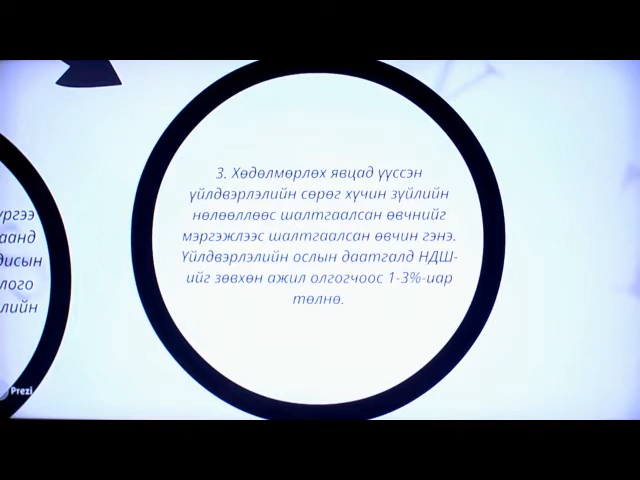 3. Хөдөлмөрлөх явцад үүссэн
үйлдвэрлэлийн сөрөг хүчин зүйлийн
нөлөөллөөс шалтгаалсан өвчнийг
мэргэжлээс шалтгаалсан өвчин гэнэ.
Үйлдвэрлэлийн ослын даатгалд НДШ-
ийг зөвхөн ажил олгогчоос 1-3%-иар
төлнө.
Prezi